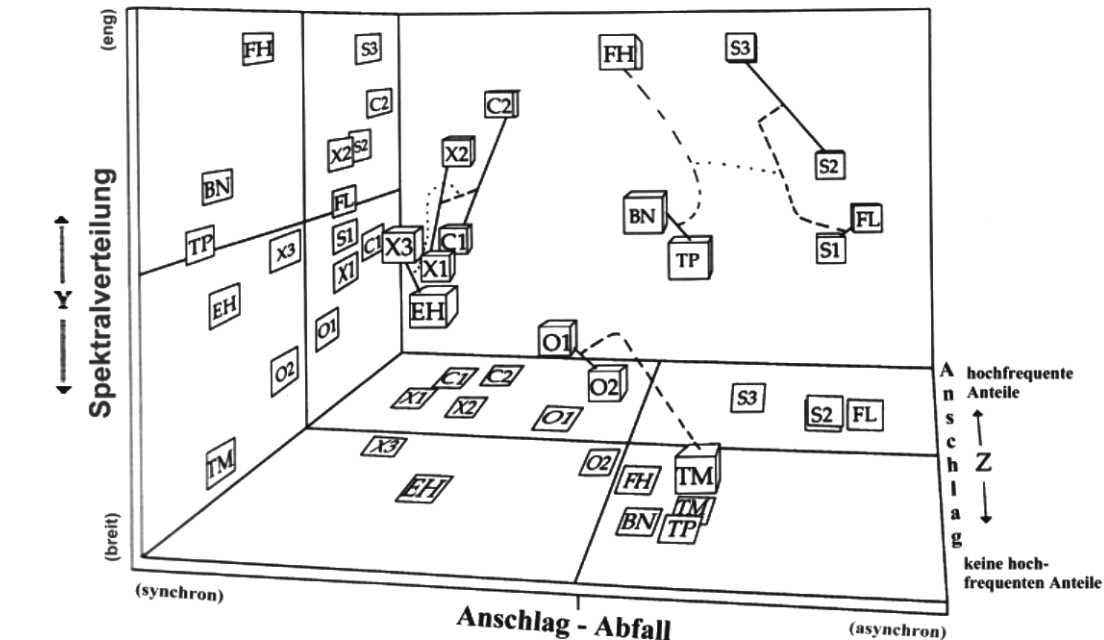 (eng)
Spektralverteilung
Y
(breit)
FH
S3
C2
X2
S2
BN
FL
TP
S1
C1
X3
X1
EH
O1
O2
TM
FH
S3
C2
X2
S2
BN
FL
TP
S1
X3
C1
X1
EH
O1
O2
TM
C1
C2
X1
X2
O1
X3
EH
O2
S3
S2
FL
FH
BN
TM
TP
Anschlag
hochfrequente
Anteile
Z
keine hoch-
frequenten Anteile
(synchron)
Anschlag - Abfall
(asynchron)